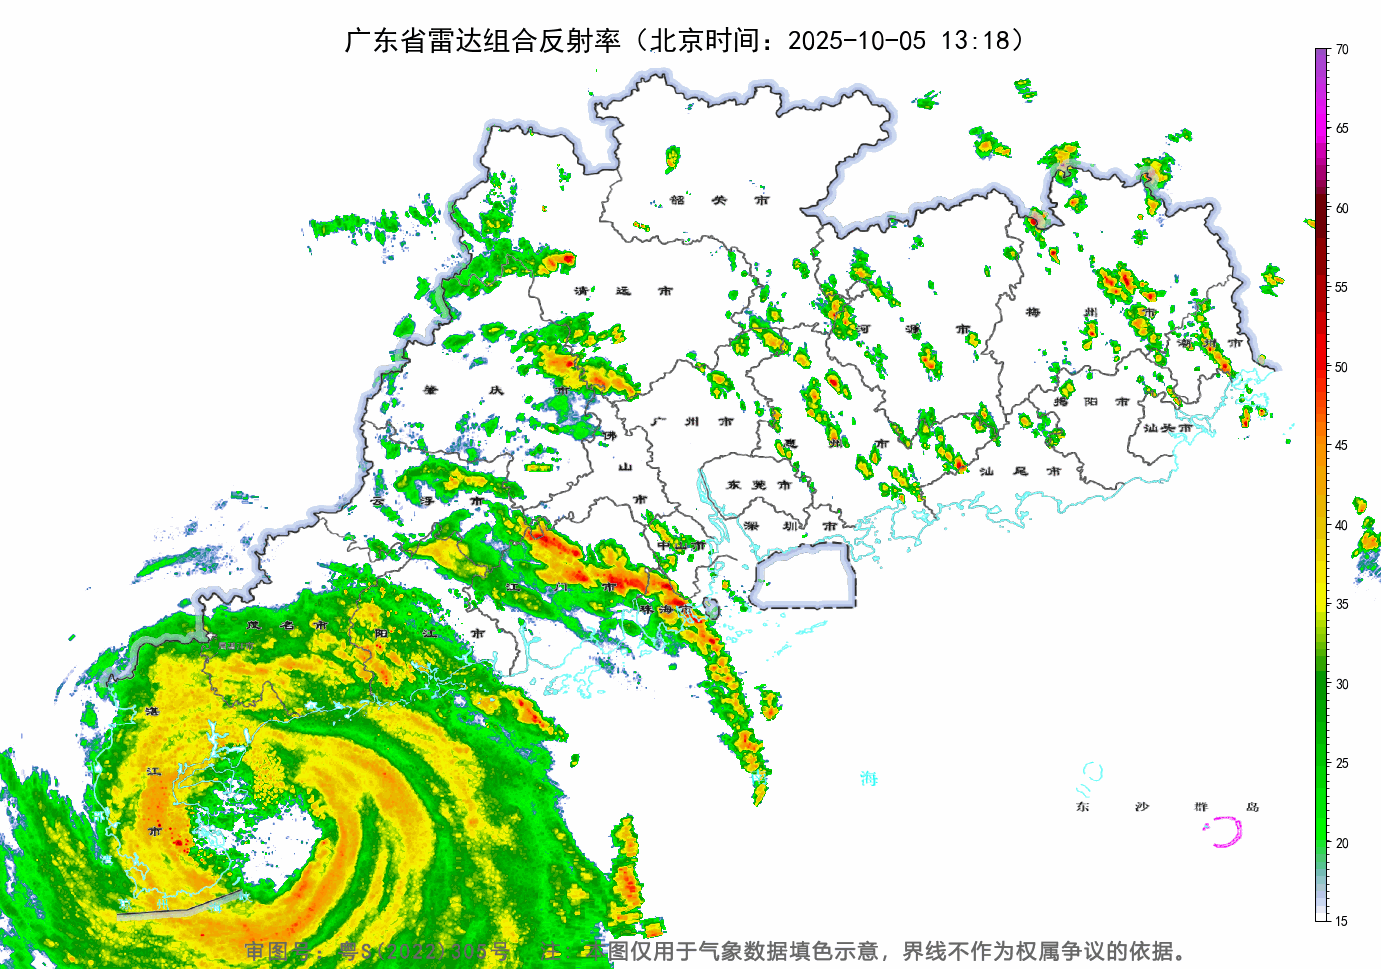 广东省雷达组合反射率（北京时间：2025-10-05 13:18）
70
65
60
55
50
45
40
35
30
25
20
15
韶 关 市
清 远 市
河 源 市
梅 州 市
潮 州 市
肇 庆 市
广 州 市
佛 山 市
惠 州 市
揭 阳 市
汕头市
汕 尾 市
东 莞 市
云 浮 市
深 圳 市
中山市
江 门 市
珠海市
茂 名 市
阳 江 市
湛 江 市
海
东 沙 群 岛
审图号：粤S(2022)305号 注：本图仅用于气象数据填色示意，界线不作为权属争议的依据。